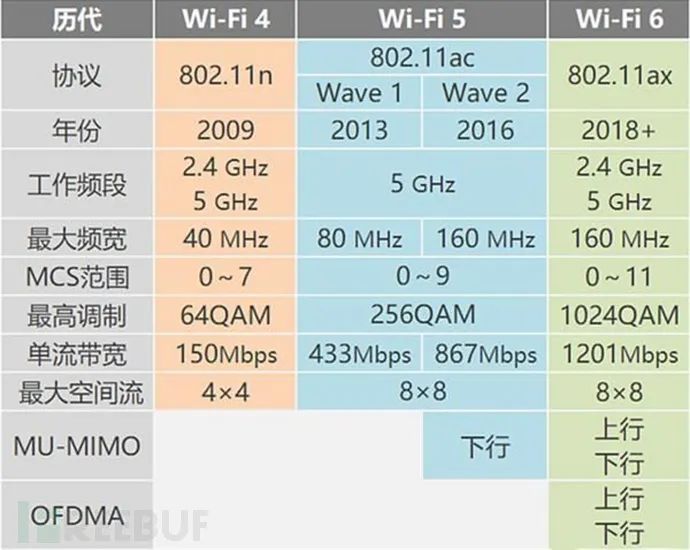 历代 Wi-Fi 4 Wi-Fi 5 Wi-Fi 6
协议 802.11n 802.11ac 802.11ax
Wave 1 Wave 2
年份 2009 2013 2016 2018+
工作频段 2.4 GHz 5 GHz 2.4 GHz
5 GHz 5 GHz
最大频宽 40 MHz 80 MHz 160 MHz 160 MHz
MCS范围 0~7 0~9 0~11
最高调制 64QAM 256QAM 1024QAM
单流带宽 150Mbps 433Mbps 867Mbps 1201Mbps
最大空间流 4×4 8×8 8×8
MU-MIMO 下行 上行
下行
OFDMA 上行
下行
REEBUF